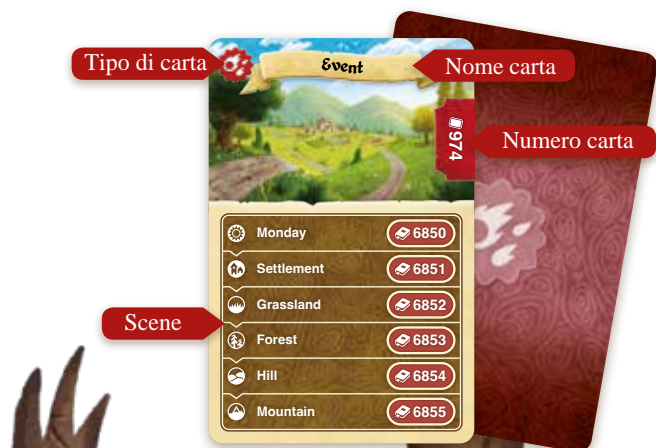 Tipo di carta
Event
Nome carta
974
Numero carta
Monday 6850
Settlement 6851
Grassland 6852
Scene
Forest 6853
Hill 6854
Mountain 6855